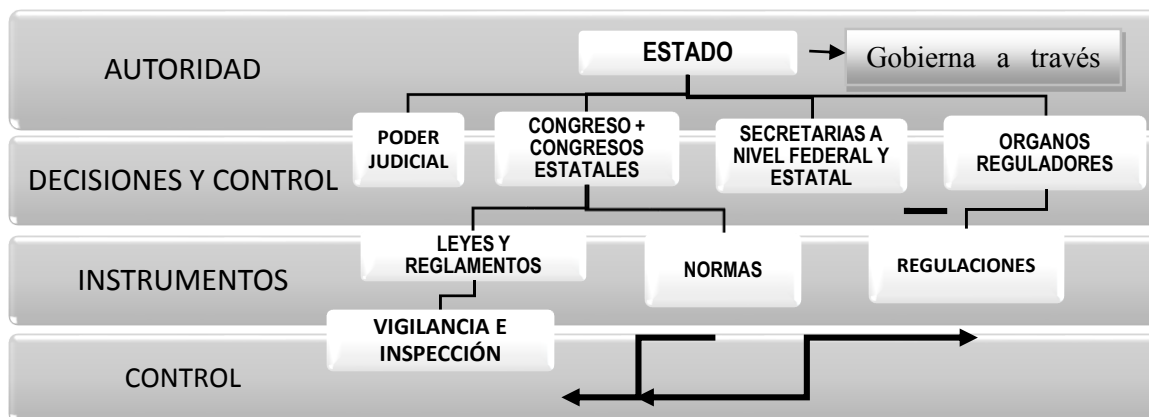 AUTORIDAD
ESTADO
Gobierna a través
PODER
JUDICIAL
CONGRESO +
CONGRESOS
ESTATALES
SECRETARIAS A
NIVEL FEDERAL Y
ESTATAL
ORGANOS
REGULADORES
DECISIONES Y CONTROL
INSTRUMENTOS
LEYES Y
REGLAMENTOS
NORMAS
REGULACIONES
VIGILANCIA E
INSPECCIÓN
CONTROL